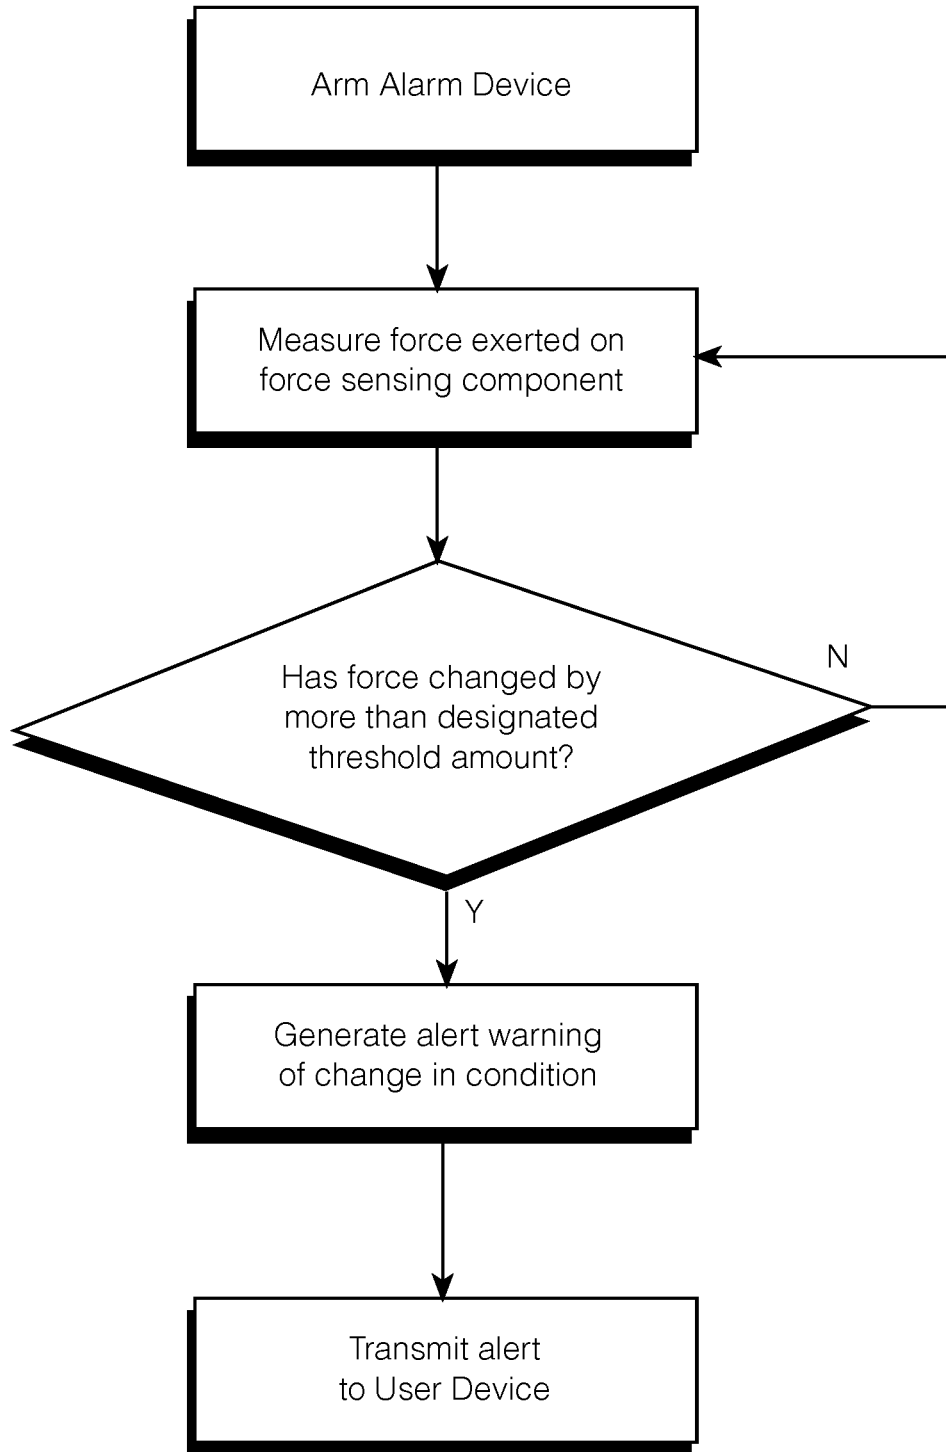 Arm Alarm Device
Measure force exerted on
force sensing component
Has force changed by
more than designated
threshold amount?
N
Y
Generate alert warning
of change in condition
Transmit alert
to User Device